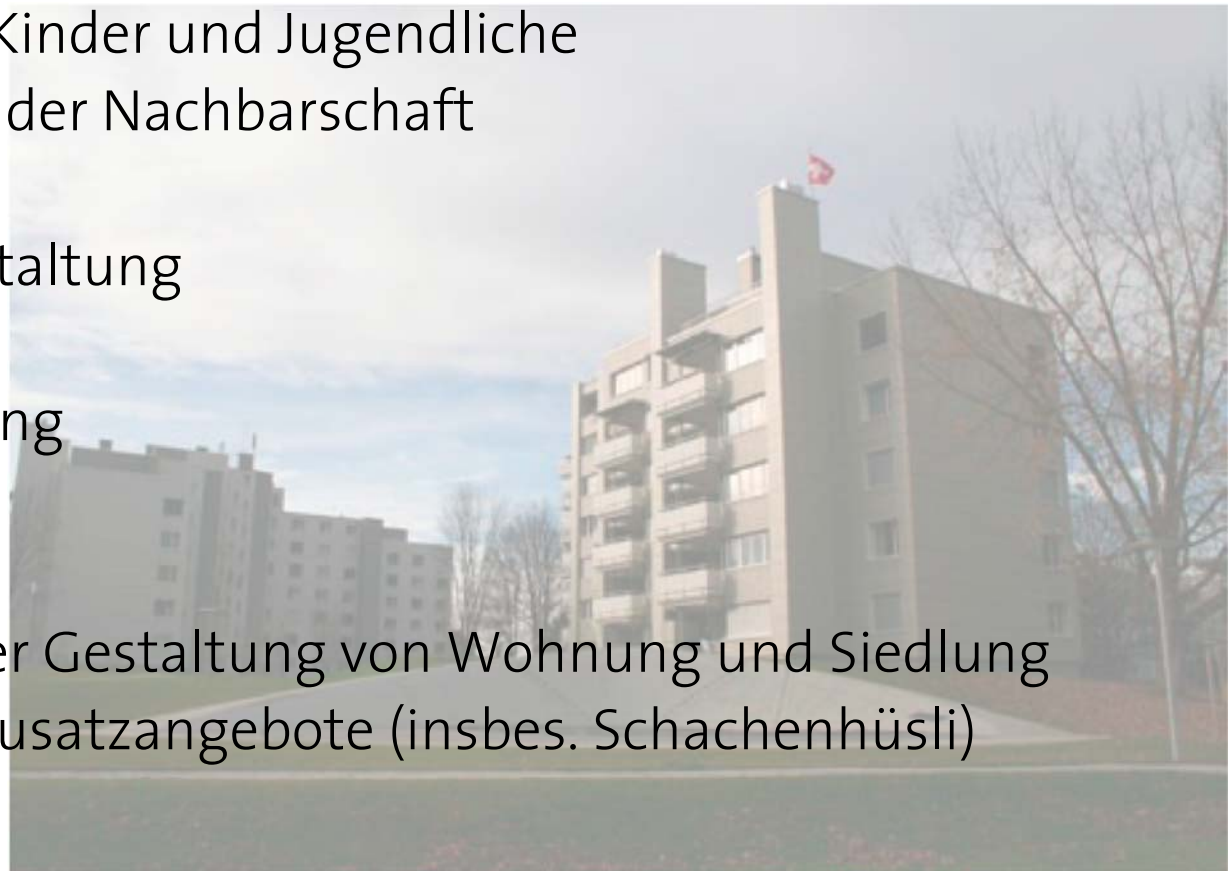 Kinder und Jugendliche
der Nachbarschaft
taltung
ng
er Gestaltung von Wohnung und Siedlung
usatzangebote (insbes. Schachenhüsli)